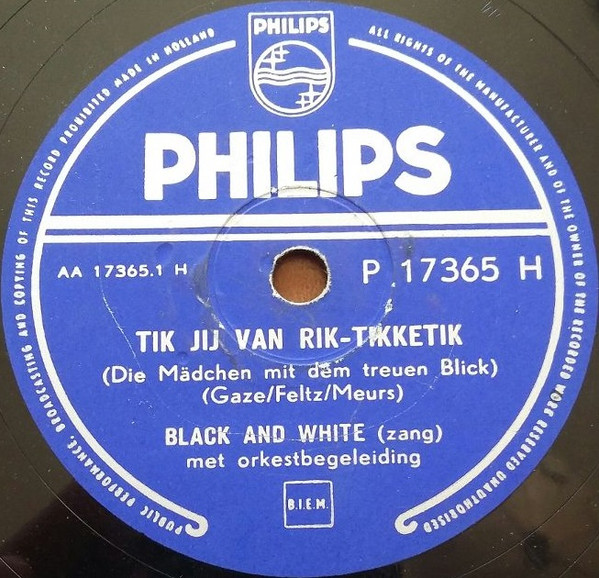 PHILIPS
PHILIPS
AA 17365.1 H
P 17365 H
TIK JIJ VAN RIK-TIKKETIK
(Die Mädchen mit dem treuen Blick)
(Gaze/Feltz/Meurs)
BLACK AND WHITE (zang)
met orkestbegeleiding
B.I.E.M.
PUBLIC PERFORMANCE, BROADCASTING AND COPYING OF THIS RECORD PROHIBITED MADE IN HOLLAND
ALL RIGHTS OF THE MANUFACTURER AND OF THE OWNER OF THE RECORDED WORK RESERVED UNAUTHORISED